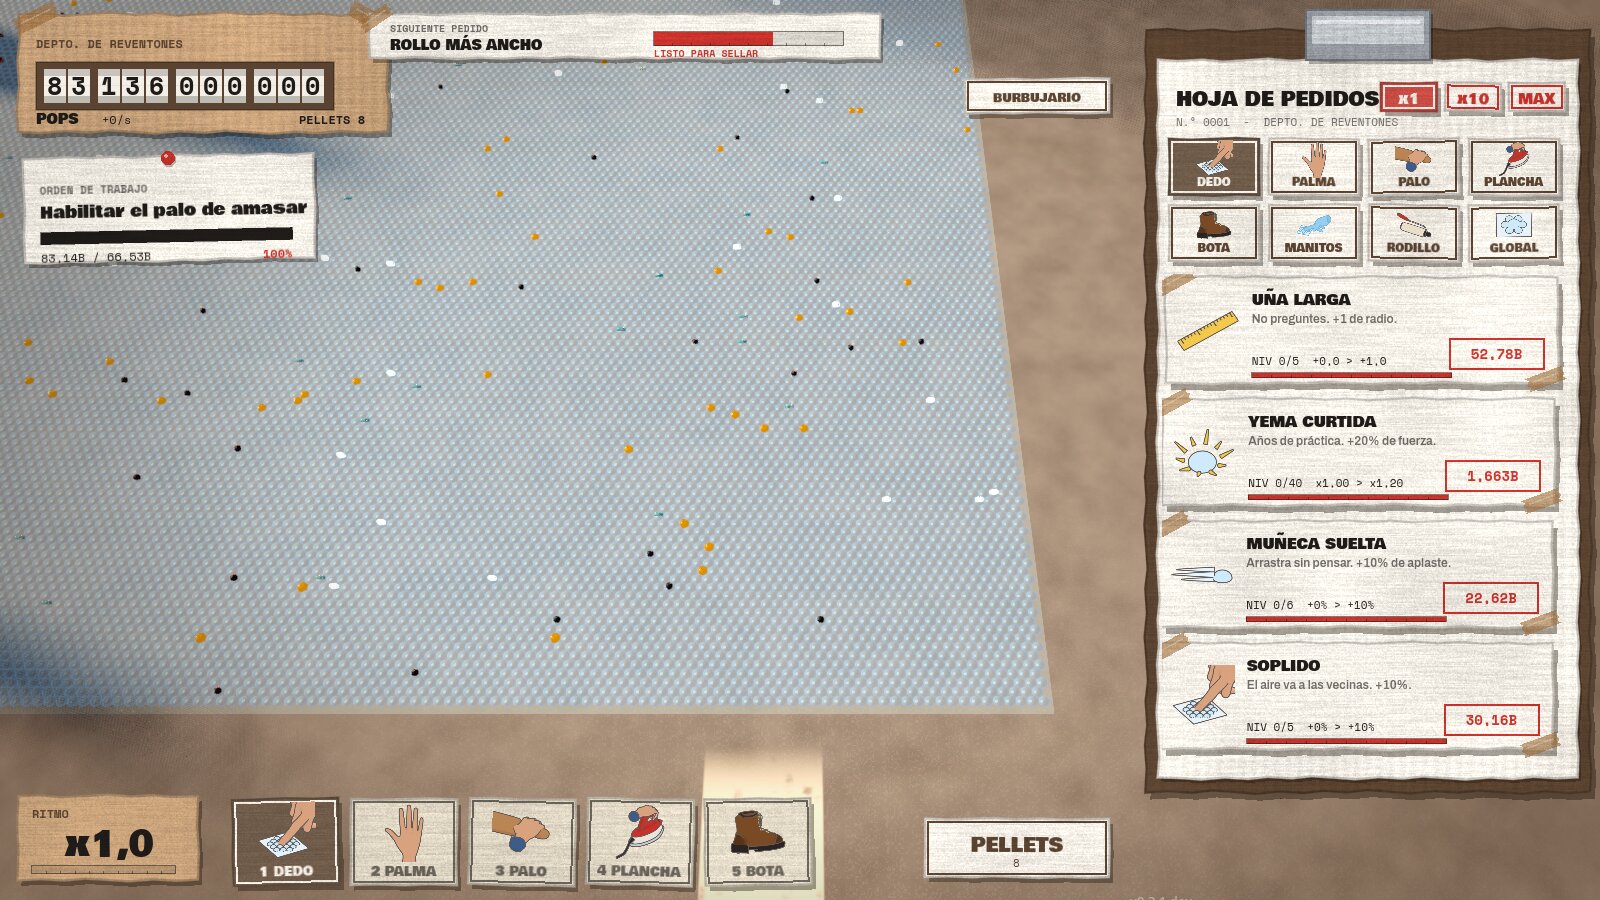 DEPTO. DE REVENTONES
83 136 000 000
POPS +0/s PELLETS 8
SIGUIENTE PEDIDO
ROLLO MÁS ANCHO
LISTO PARA SELLAR
BURBUJARIO
ORDEN DE TRABAJO
Habilitar el palo de amasar
83,14B / 66,53B 100%
HOJA DE PEDIDOS x1 x10 MAX
N.° 0001 - DEPTO. DE REVENTONES
DEDO PALMA PALO PLANCHA
BOTA MANITOS RODILLO GLOBAL
UÑA LARGA
No preguntes. +1 de radio.
NIV 0/5 +0,0 > +1,0 52,78B
YEMA CURTIDA
Años de práctica. +20% de fuerza.
NIV 0/40 x1,00 > x1,20 1,663B
MUÑECA SUELTA
Arrastra sin pensar. +10% de aplaste.
NIV 0/6 +0% > +10% 22,62B
SOPLIDO
El aire va a las vecinas. +10%.
NIV 0/5 +0% > +10% 30,16B
RITMO
x1,0
1 DEDO 2 PALMA 3 PALO 4 PLANCHA 5 BOTA
PELLETS
8